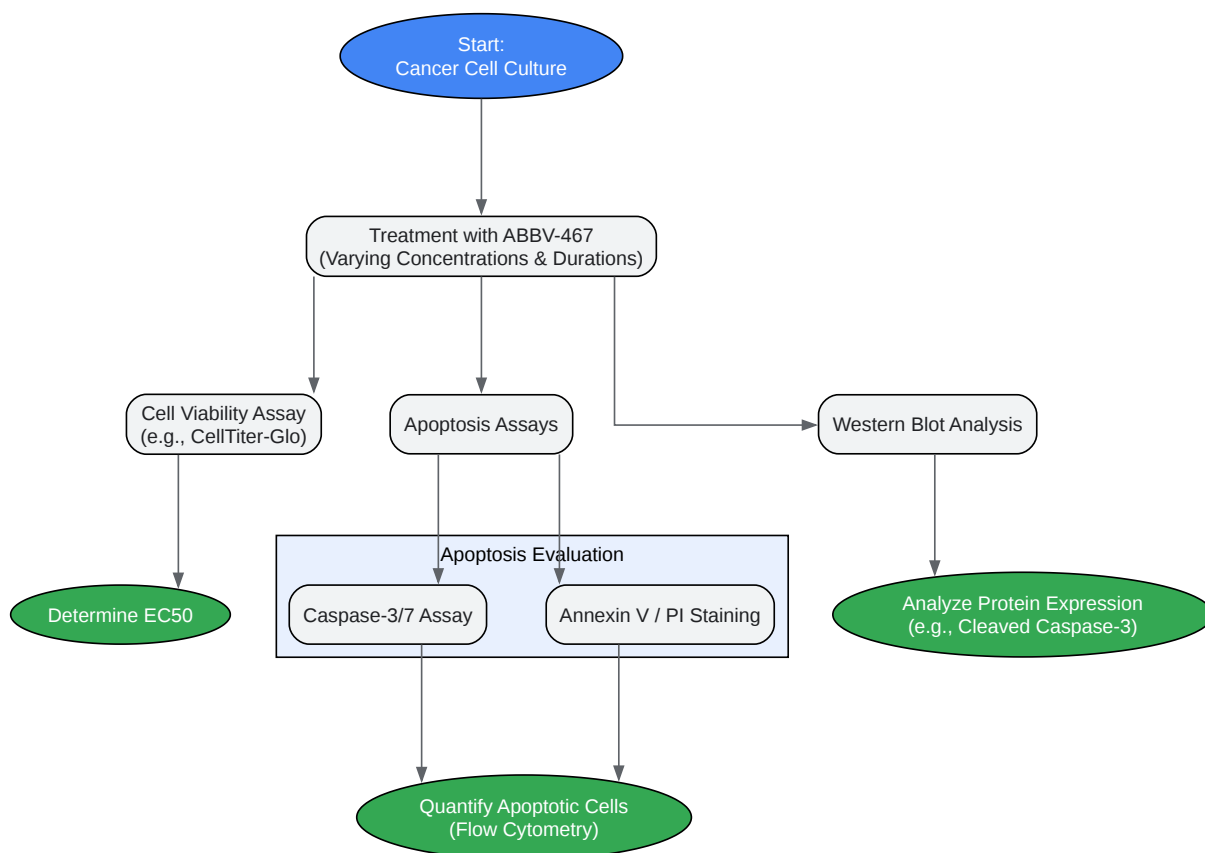 Start:
Cancer Cell Culture
Treatment with ABBV-467
(Varying Concentrations & Durations)
Cell Viability Assay
(e.g., CellTiter-Glo)
Apoptosis Assays
Western Blot Analysis
Apoptosis Evaluation
Determine EC50
Caspase-3/7 Assay
Annexin V / PI Staining
Analyze Protein Expression
(e.g., Cleaved Caspase-3)
Quantify Apoptotic Cells
(Flow Cytometry)